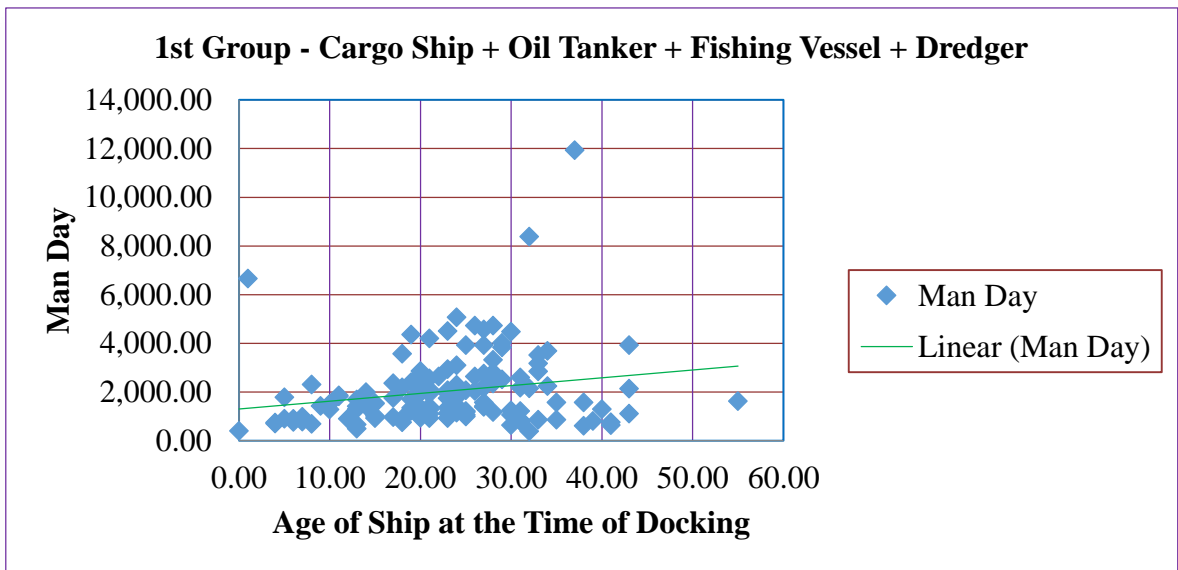 1st Group - Cargo Ship + Oil Tanker + Fishing Vessel + Dredger
14,000.00
12,000.00
10,000.00
8,000.00
6,000.00
4,000.00
2,000.00
0.00
Man Day
0.00 10.00 20.00 30.00 40.00 50.00 60.00
Age of Ship at the Time of Docking
Man Day
Linear (Man Day)